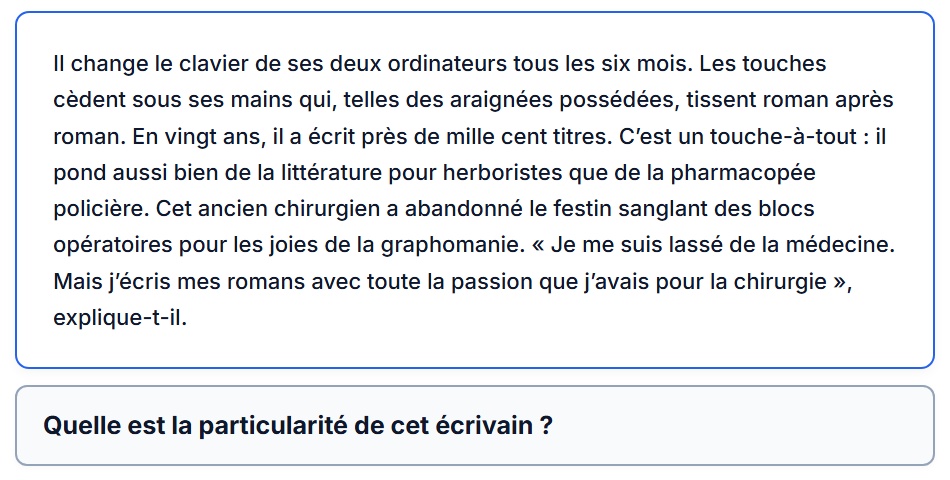 Il change le clavier de ses deux ordinateurs tous les six mois. Les touches
cèdent sous ses mains qui, telles des araignées possédées, tissent roman après
roman. En vingt ans, il a écrit près de mille cent titres. C’est un touche-à-tout : il
pond aussi bien de la littérature pour herboristes que de la pharmacopée
policière. Cet ancien chirurgien a abandonné le festin sanglant des blocs
opératoires pour les joies de la graphomanie. « Je me suis lassé de la médecine.
Mais j’écris mes romans avec toute la passion que j’avais pour la chirurgie »,
explique-t-il.
Quelle est la particularité de cet écrivain ?